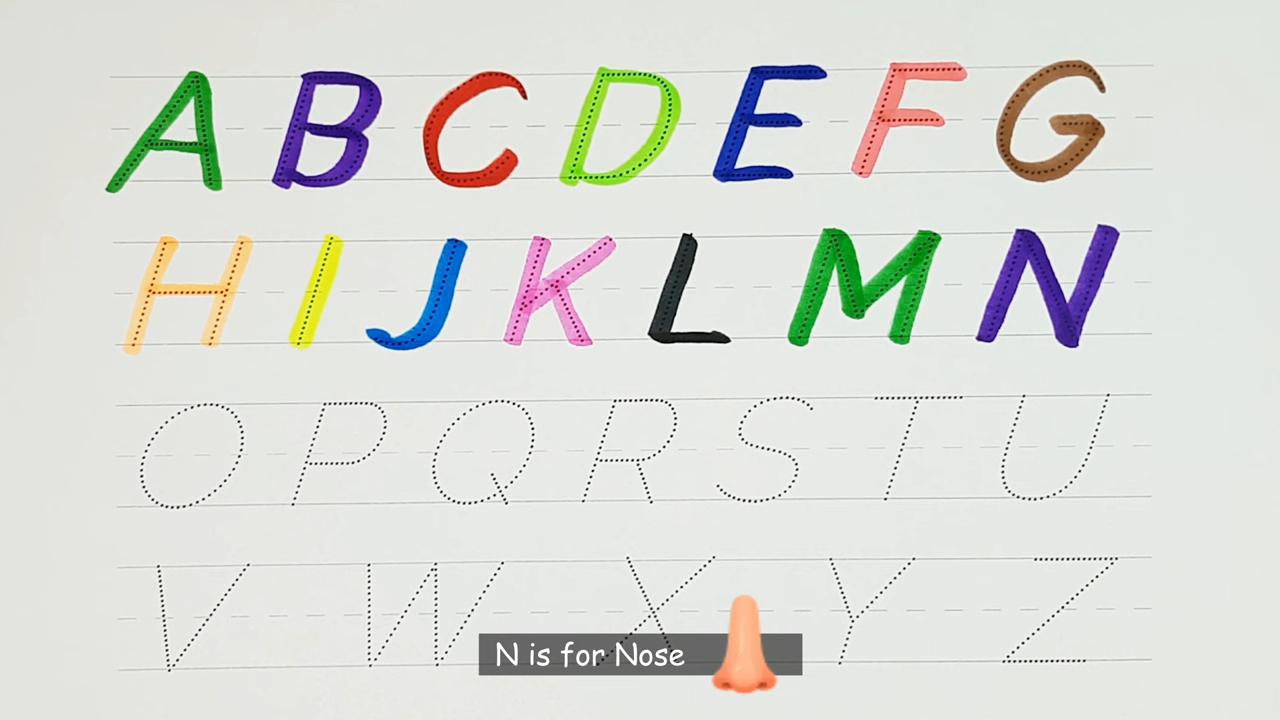 A B C D E F G
H I J K L M N
O P Q R S T U
V W X Y Z
N is for Nose